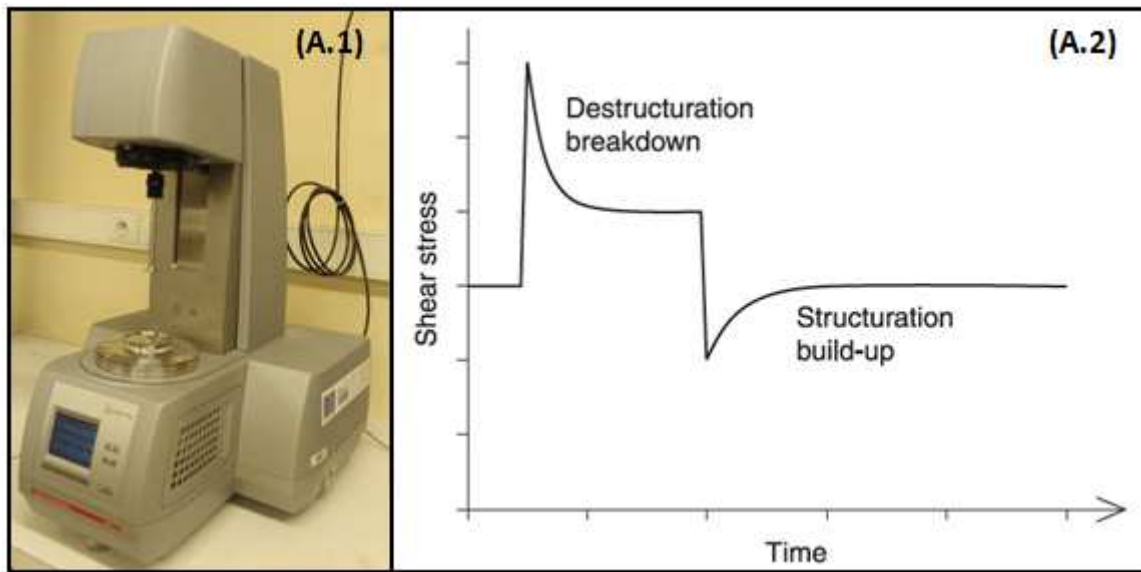 (A.1)
(A.2)
Destructuration
breakdown
Shear stress
Structuration
build-up
Time